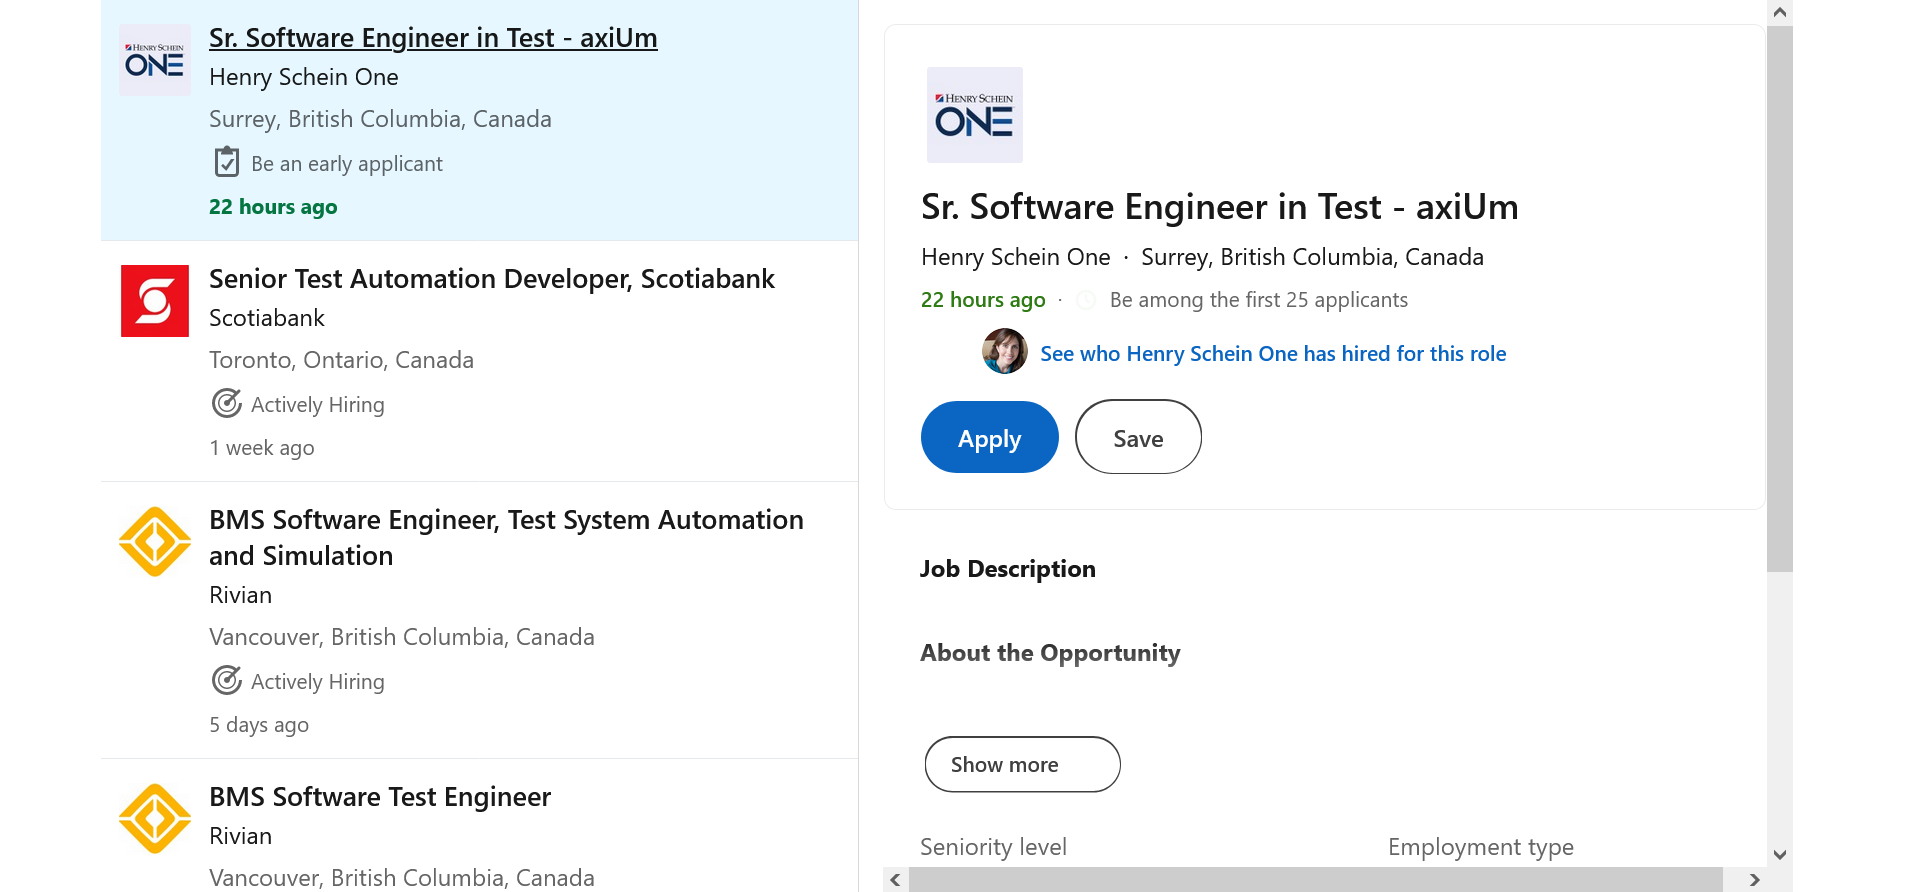 HENRY SCHEIN
ONE
Sr. Software Engineer in Test - axiUm
Henry Schein One
Surrey, British Columbia, Canada
Be an early applicant
22 hours ago
Senior Test Automation Developer, Scotiabank
Scotiabank
Toronto, Ontario, Canada
Actively Hiring
1 week ago
BMS Software Engineer, Test System Automation
and Simulation
Rivian
Vancouver, British Columbia, Canada
Actively Hiring
5 days ago
BMS Software Test Engineer
Rivian
Vancouver, British Columbia, Canada
HENRY SCHEIN
ONE
Sr. Software Engineer in Test - axiUm
Henry Schein One · Surrey, British Columbia, Canada
22 hours ago · Be among the first 25 applicants
See who Henry Schein One has hired for this role
Apply Save
Job Description
About the Opportunity
Show more
Seniority level Employment type